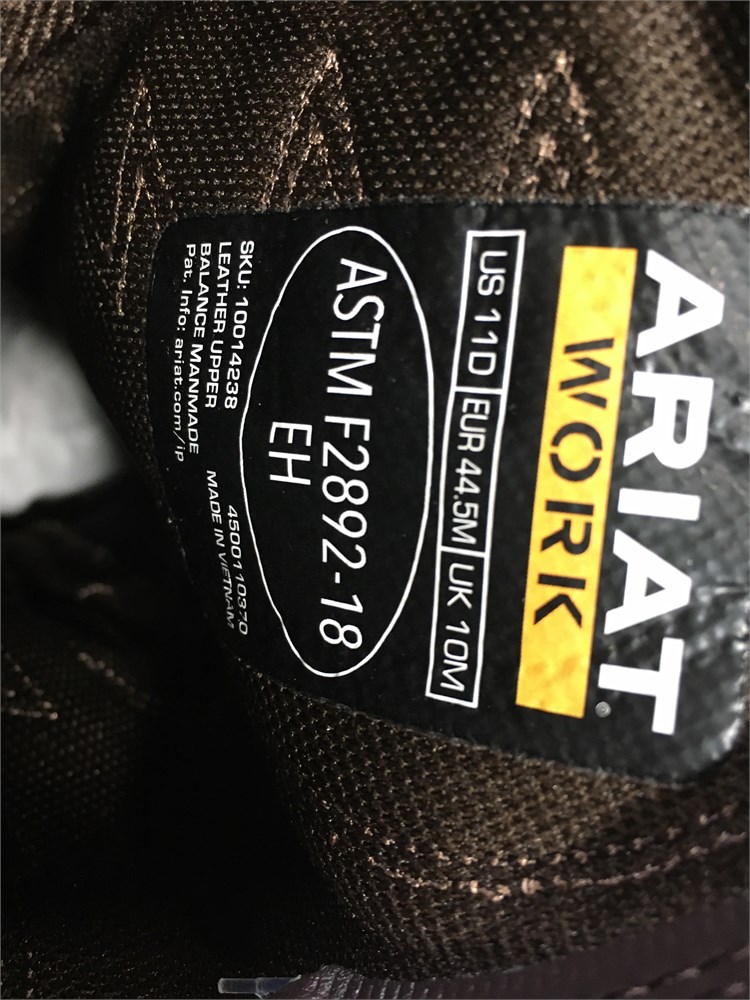 ARIAT
WORK
US 11D EUR 44.5M UK 10M
ASTM F2892-18
EH
SKU: 10014238
LEATHER UPPER
BALANCE MANMADE
Pat. Info: ariat.com/ip
4500110370
MADE IN VIETNAM